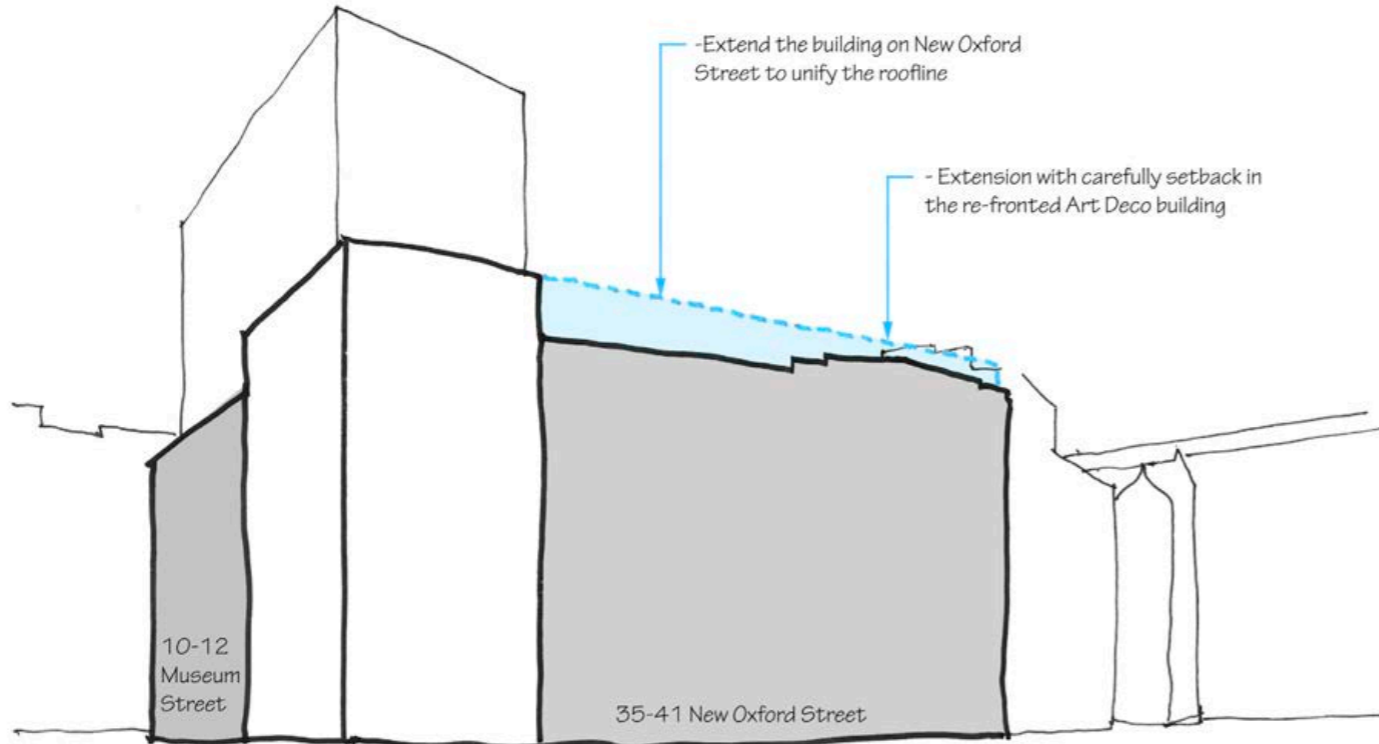 -Extend the building on New Oxford
Street to unify the roofline
- Extension with carefully setback in
the re-fronted Art Deco building
10-12
Museum
Street
35-41 New Oxford Street